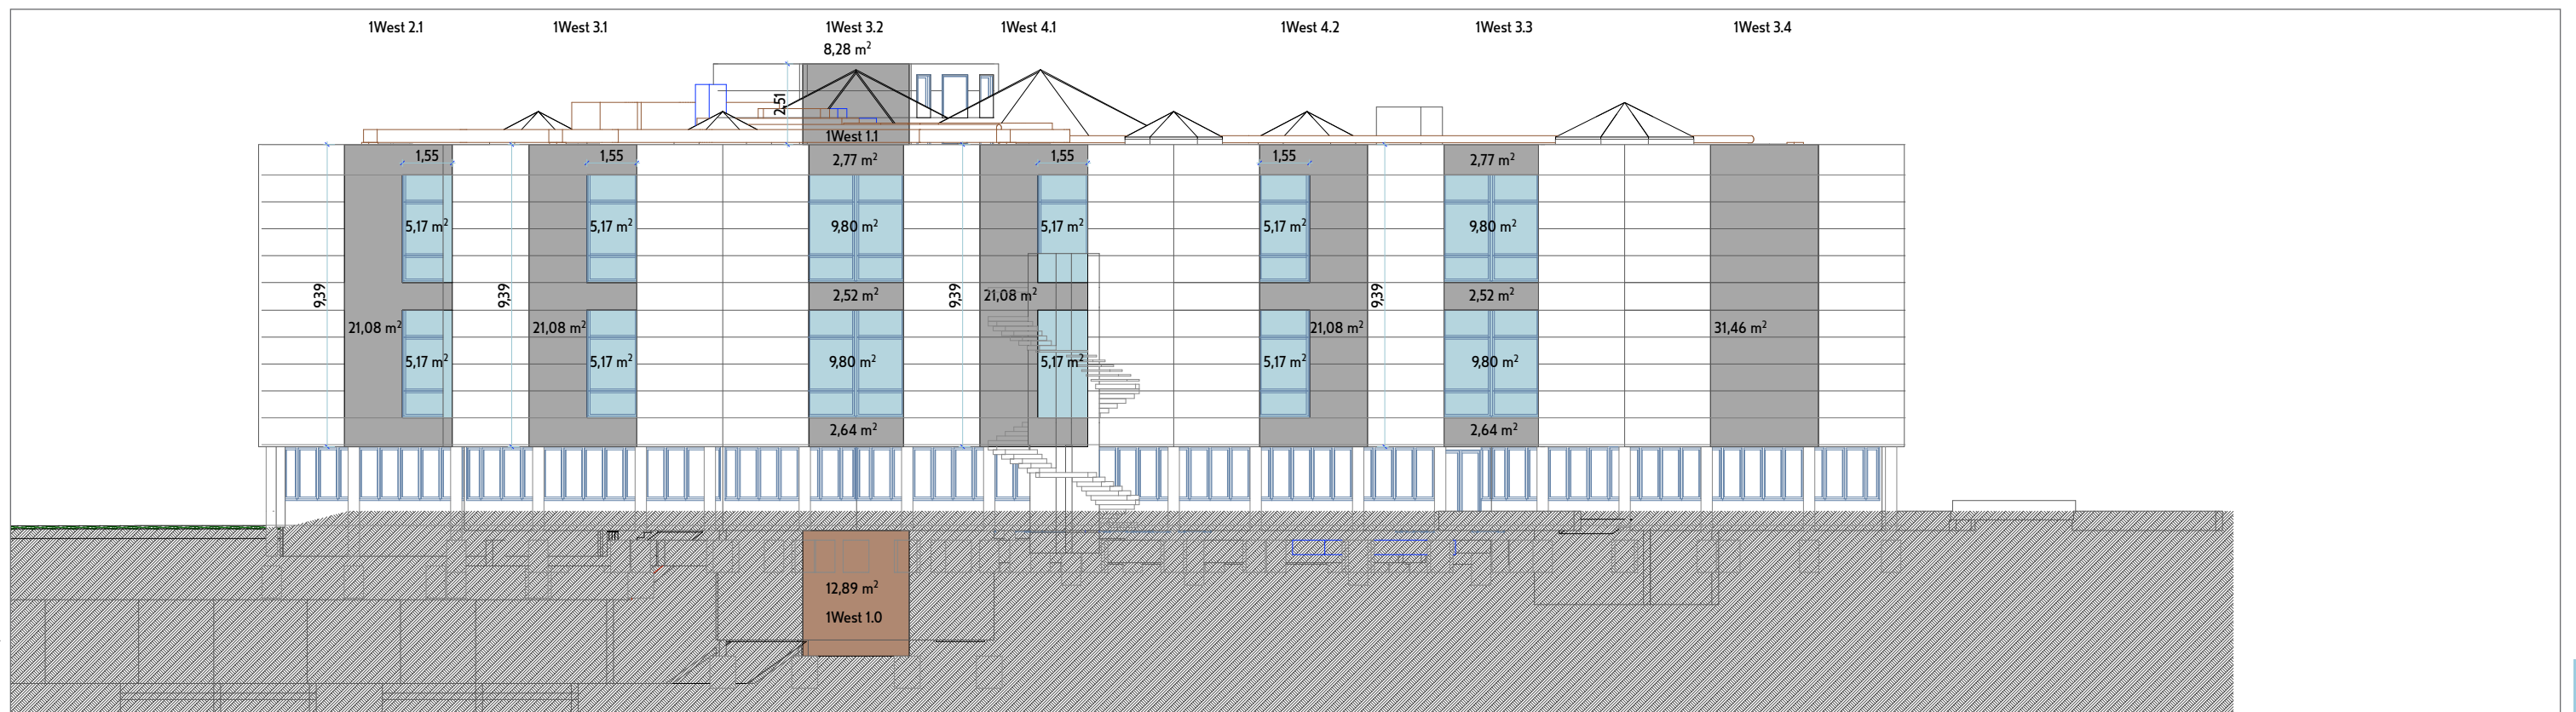 1West 2.1
1West 3.1
1West 3.2
1West 4.1
1West 4.2
1West 3.3
1West 3.4
8,28 m²
2,51
1West 1.1
1,55
1,55
2,77 m²
1,55
1,55
2,77 m²
5,17 m²
5,17 m²
9,80 m²
5,17 m²
5,17 m²
9,80 m²
9,39
9,39
2,52 m²
9,39
21,08 m²
9,39
2,52 m²
21,08 m²
21,08 m²
21,08 m²
31,46 m²
5,17 m²
5,17 m²
9,80 m²
5,17 m²
5,17 m²
9,80 m²
2,64 m²
2,64 m²
12,89 m²
1West 1.0